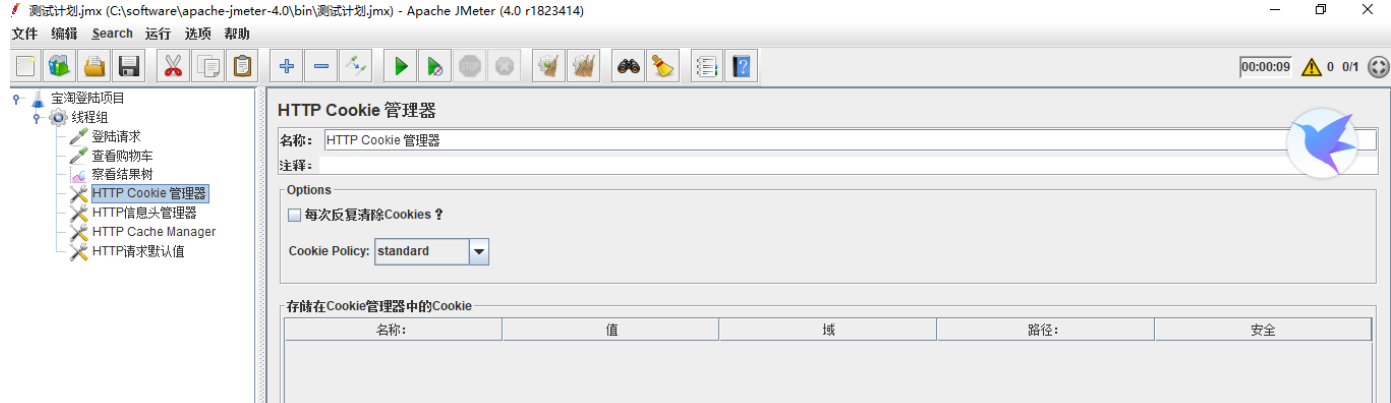 测试计划.jmx (C:\software\apache-jmeter-4.0\bin\测试计划.jmx) - Apache JMeter (4.0 r1823414)
文件 编辑 Search 运行 选项 帮助
00:00:09 0 0/1
宝淘登陆项目
线程组
登陆请求
查看购物车
察看结果树
HTTP Cookie 管理器
HTTP信息头管理器
HTTP Cache Manager
HTTP请求默认值
HTTP Cookie 管理器
名称: HTTP Cookie 管理器
注释:
Options
每次反复清除Cookies ?
Cookie Policy: standard
存储在Cookie管理器中的Cookie
名称: 值 域 路径: 安全